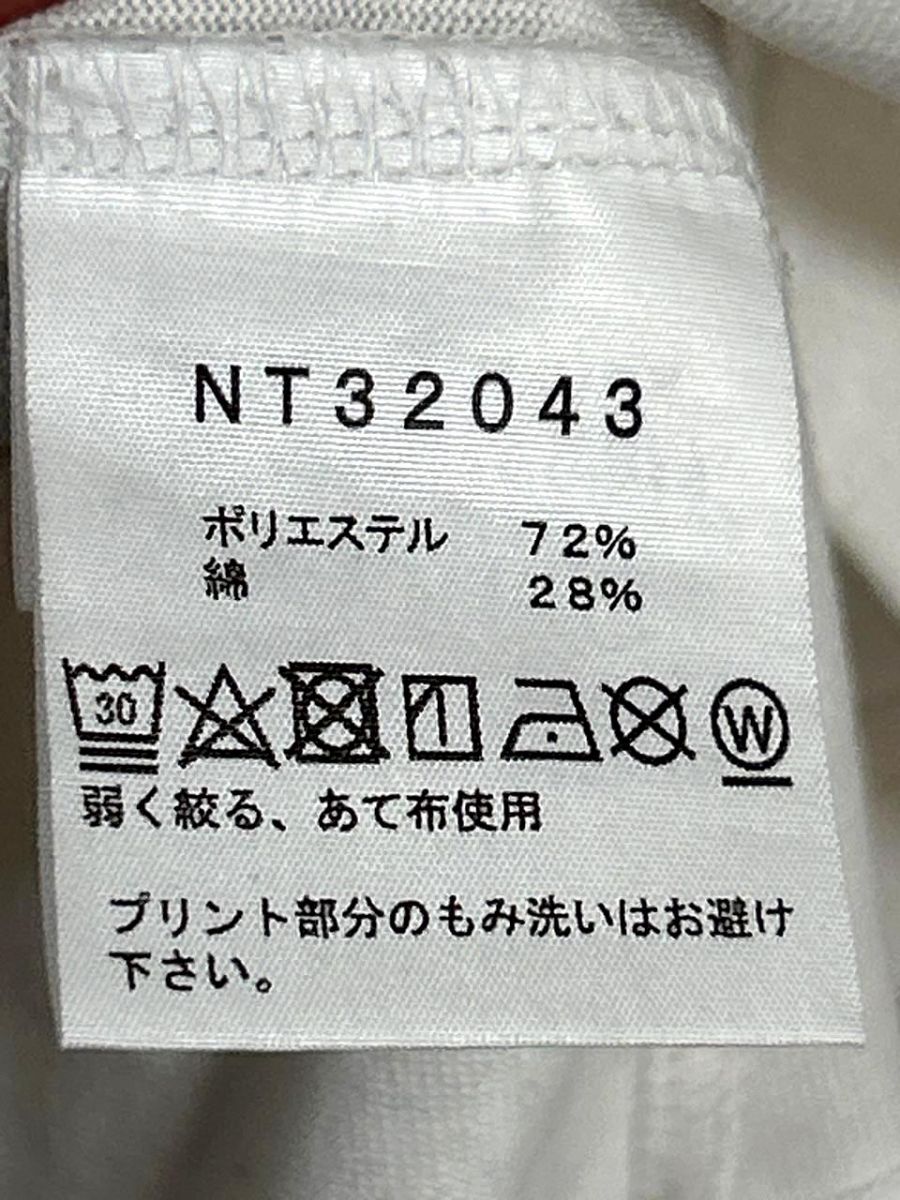 NT32043
ポリエステル 72%
綿 28%
30 W
弱く絞る、あて布使用
プリント部分のもみ洗いはお避け
下さい。